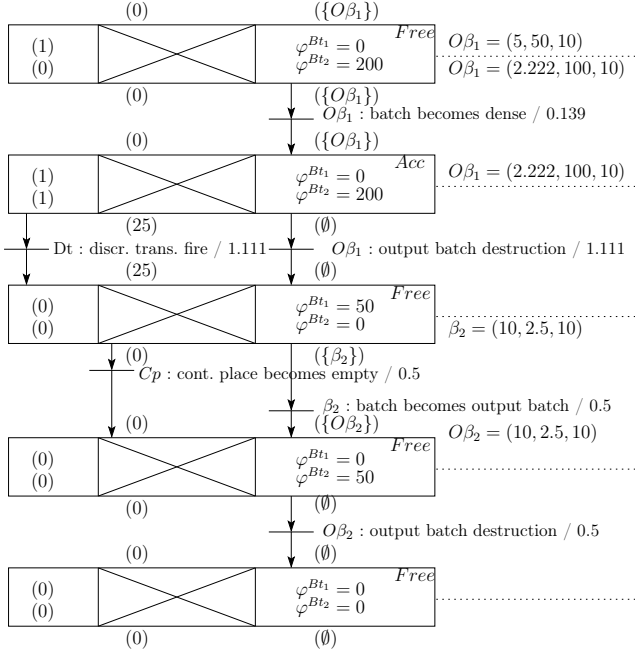 (0) ({Oβ₁})
Free
(1) φ^{Bt₁} = 0 Oβ₁ = (5, 50, 10)
(0) φ^{Bt₂} = 200 Oβ₁ = (2.222, 100, 10)
(0) ({Oβ₁})
Oβ₁ : batch becomes dense / 0.139
(0) ({Oβ₁})
Acc
(1) φ^{Bt₁} = 0 Oβ₁ = (2.222, 100, 10)
(1) φ^{Bt₂} = 200
(25) (∅)
Dt : discr. trans. fire / 1.111 Oβ₁ : output batch destruction / 1.111
(25) (∅)
Free
(0) φ^{Bt₁} = 50
(0) φ^{Bt₂} = 0 β₂ = (10, 2.5, 10)
(0) ({β₂})
Cp : cont. place becomes empty / 0.5
β₂ : batch becomes output batch / 0.5
(0) ({Oβ₂})
Free Oβ₂ = (10, 2.5, 10)
(0) φ^{Bt₁} = 0
(0) φ^{Bt₂} = 50
(0) (∅)
Oβ₂ : output batch destruction / 0.5
(0) (∅)
Free
(0) φ^{Bt₁} = 0
(0) φ^{Bt₂} = 0
(0) (∅)